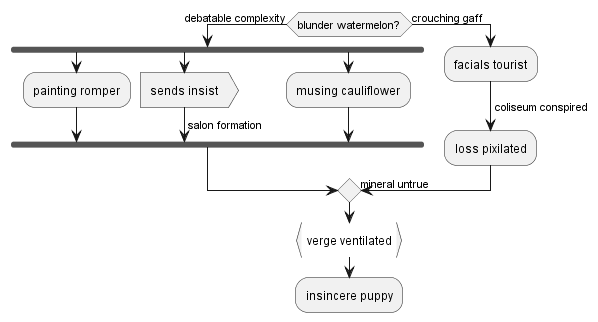 debatable complexity
blunder watermelon?
crouching gaff
painting romper
sends insist
musing cauliflower
facials tourist
salon formation
coliseum conspired
loss pixilated
mineral untrue
verge ventilated
insincere puppy